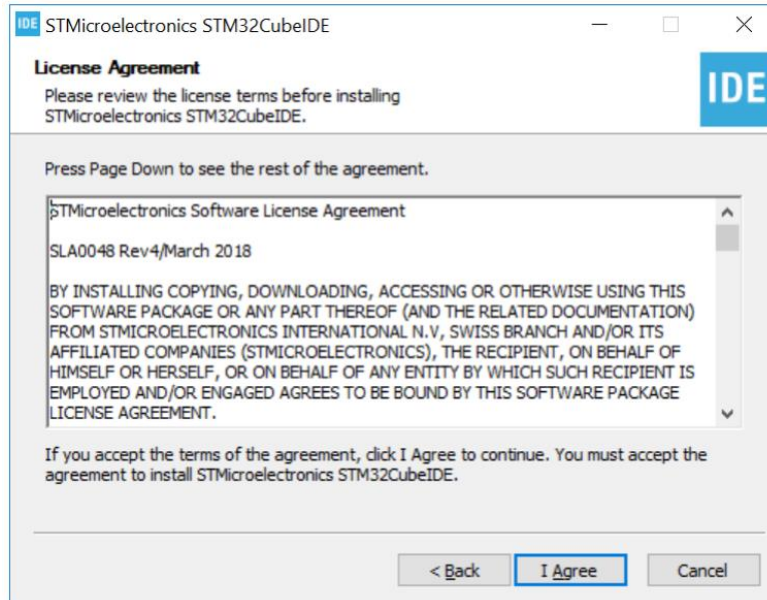 IDE STMicroelectronics STM32CubeIDE
License Agreement
Please review the license terms before installing
STMicroelectronics STM32CubeIDE.
IDE
Press Page Down to see the rest of the agreement.
STMicroelectronics Software License Agreement
SLA0048 Rev4/March 2018
BY INSTALLING COPYING, DOWNLOADING, ACCESSING OR OTHERWISE USING THIS
SOFTWARE PACKAGE OR ANY PART THEREOF (AND THE RELATED DOCUMENTATION)
FROM STMICROELECTRONICS INTERNATIONAL N.V, SWISS BRANCH AND/OR ITS
AFFILIATED COMPANIES (STMICROELECTRONICS), THE RECIPIENT, ON BEHALF OF
HIMSELF OR HERSELF, OR ON BEHALF OF ANY ENTITY BY WHICH SUCH RECIPIENT IS
EMPLOYED AND/OR ENGAGED AGREES TO BE BOUND BY THIS SOFTWARE PACKAGE
LICENSE AGREEMENT.
If you accept the terms of the agreement, click I Agree to continue. You must accept the
agreement to install STMicroelectronics STM32CubeIDE.
< Back I Agree Cancel